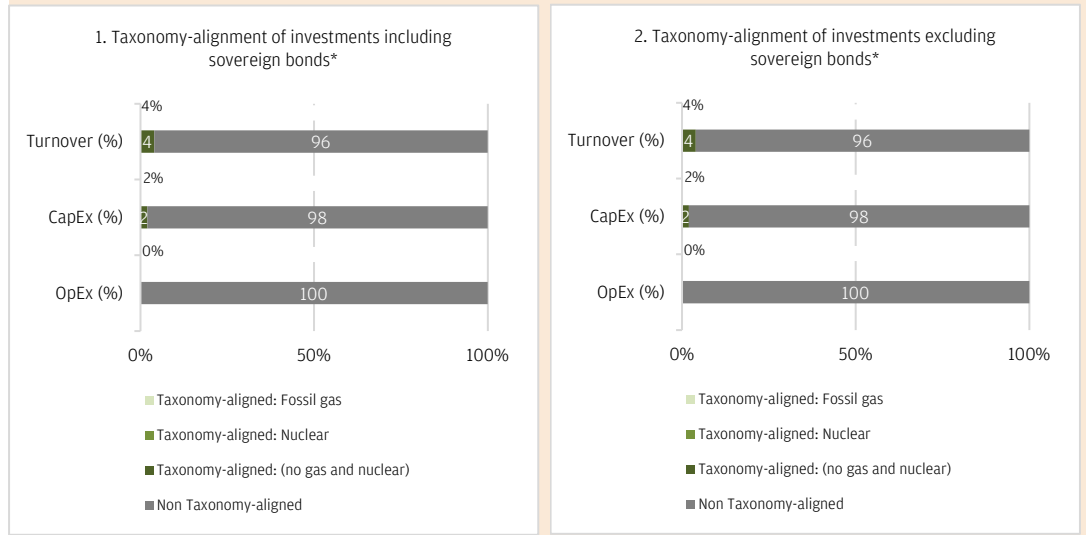 1. Taxonomy-alignment of investments including
sovereign bonds*
4%
Turnover (%)
4
96
2%
CapEx (%)
2
98
0%
OpEx (%)
100
0%
50%
100%
Taxonomy-aligned: Fossil gas
Taxonomy-aligned: Nuclear
Taxonomy-aligned: (no gas and nuclear)
Non Taxonomy-aligned
2. Taxonomy-alignment of investments excluding
sovereign bonds*
4%
Turnover (%)
4
96
2%
CapEx (%)
2
98
0%
OpEx (%)
100
0%
50%
100%
Taxonomy-aligned: Fossil gas
Taxonomy-aligned: Nuclear
Taxonomy-aligned: (no gas and nuclear)
Non Taxonomy-aligned